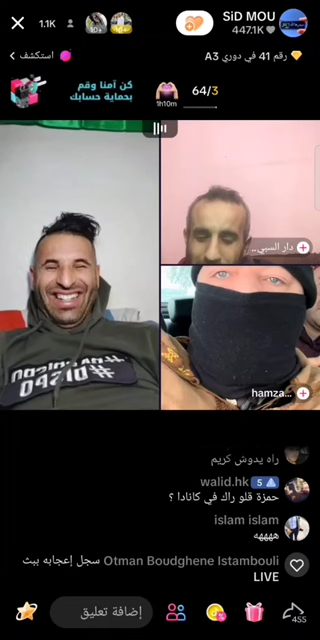 SiD MOU
447.1K
1.1K
10+
10+
رقم 41 في دوري A3
استكشف
كن آمنا وقم
بحماية حسابك
1h10m
64/3
دار السبي..
hamza...
راه يدوش كريم
walid.hk 5
حمزة قلو راك في كانادا ؟
islam islam
هههههه
Otman Boudghene Istambouli سجل إعجابه ببث
LIVE
إضافة تعليق
455